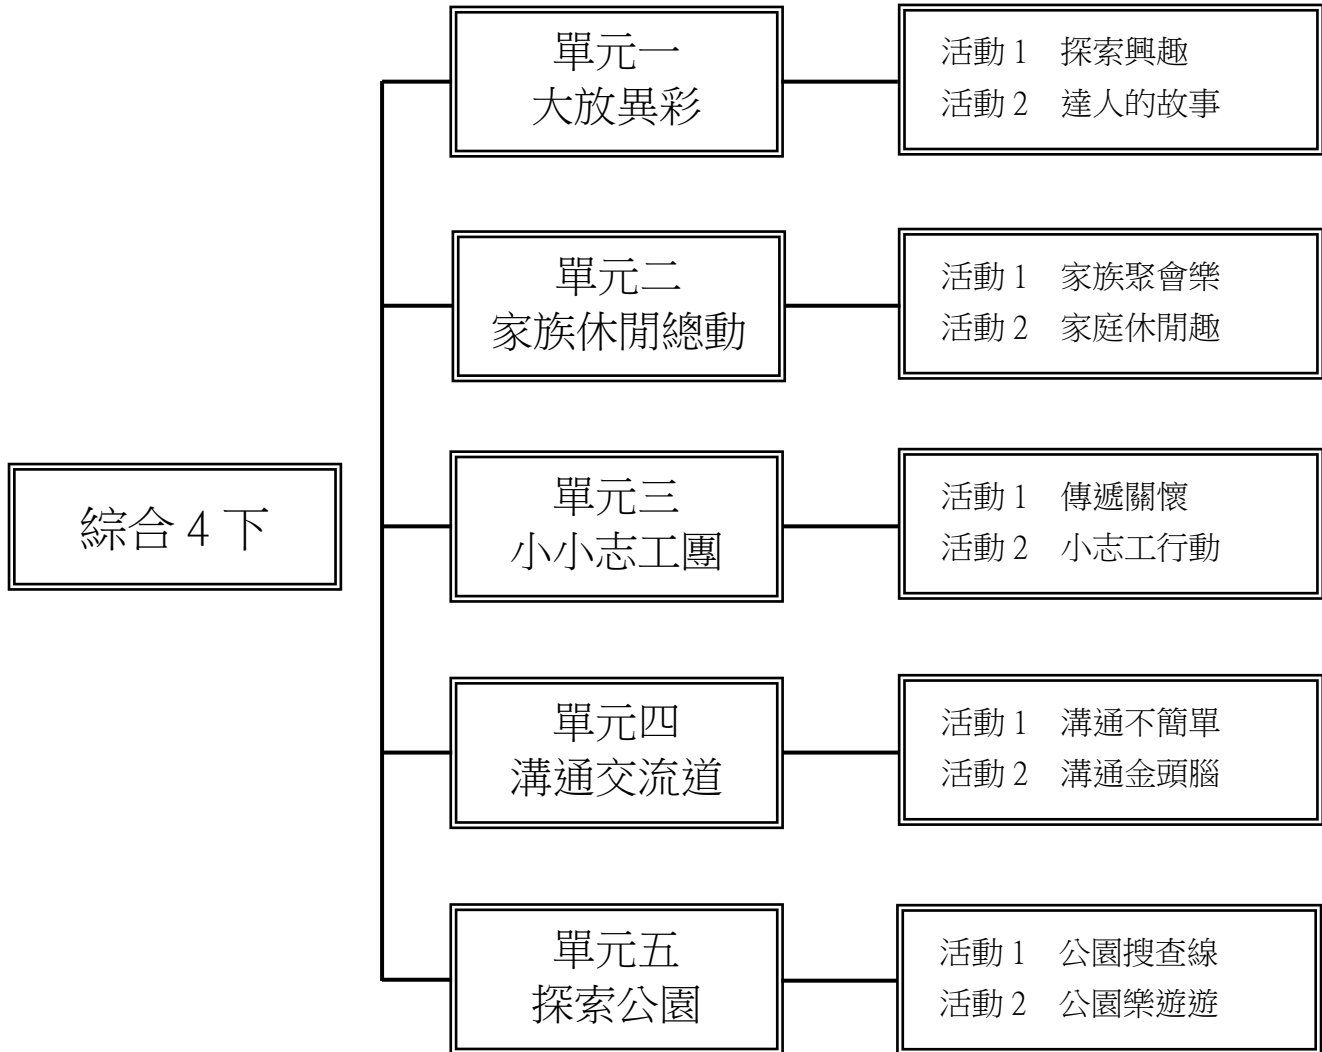 綜合 4 下
單元一
大放異彩
活動 1　探索興趣
活動 2　達人的故事
單元二
家族休閒總動
活動 1　家族聚會樂
活動 2　家庭休閒趣
單元三
小小志工團
活動 1　傳遞關懷
活動 2　小志工行動
單元四
溝通交流道
活動 1　溝通不簡單
活動 2　溝通金頭腦
單元五
探索公園
活動 1　公園搜查線
活動 2　公園樂遊遊